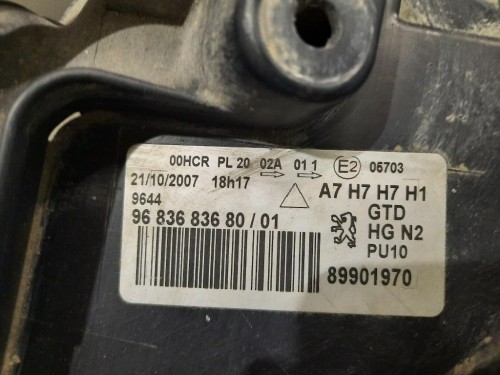 00HCR PL 20 02A 01 1 E2 05703
21/10/2007 18h17
9644
96 836 836 80 / 01
A7 H7 H7 H1
GTD
HG N2
PU10
89901970